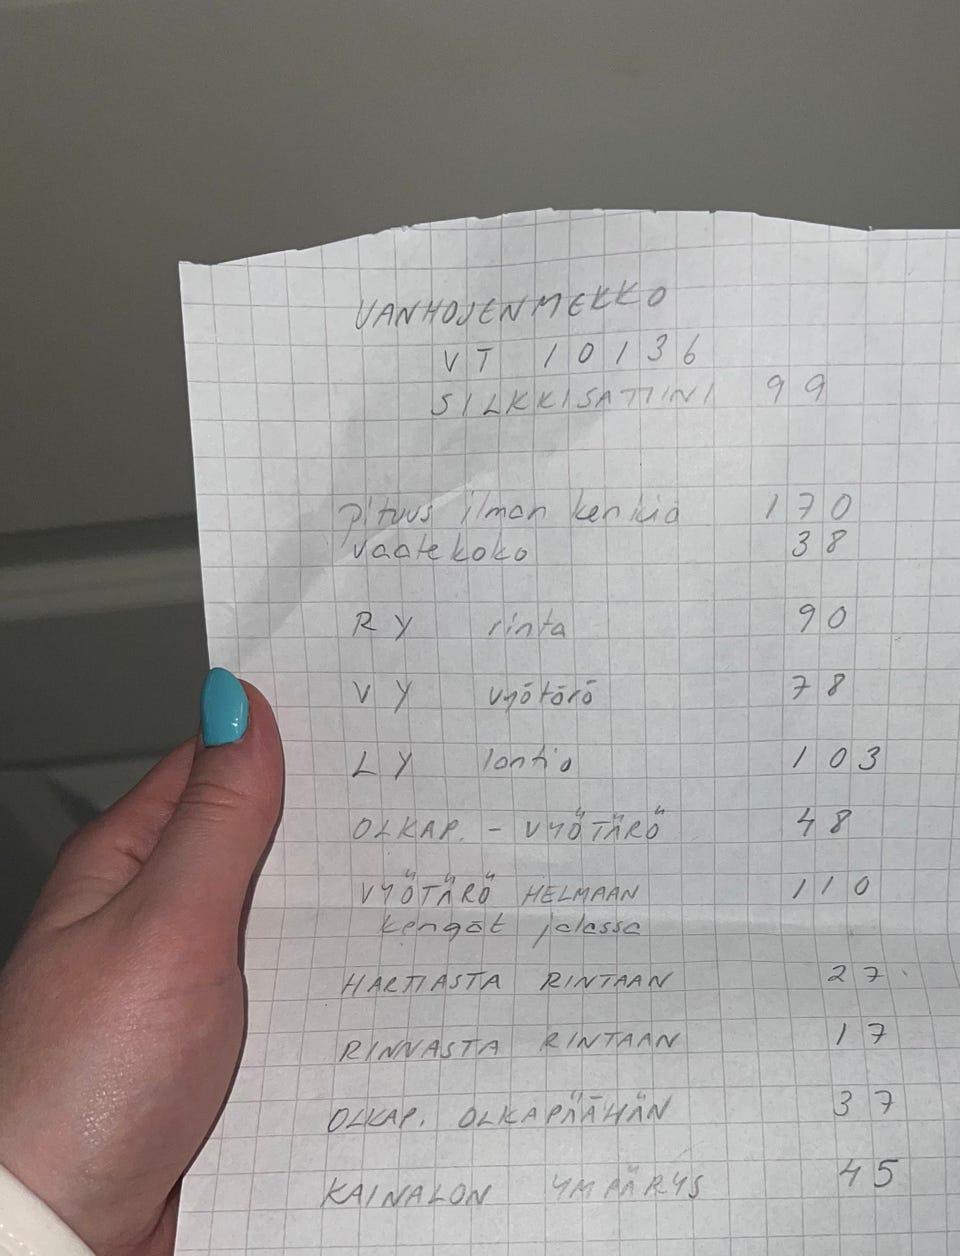 VANHOJENMEKKO
VT 10136
SILKKISATIINI 99
pituus ilman kenkiä 170
vaatekoko 38
RY rinta 90
VY vyötärö 78
LY lantio 103
OLKAP. - VYÖTÄRÖ 48
VYÖTÄRÖ HELMAAN 110
kengät jalassa
HARTIASTA RINTAAN 27
RINNASTA RINTAAN 17
OLKAP. OLKAPÄÄHÄN 37
KAINALON YMPÄRYS 45